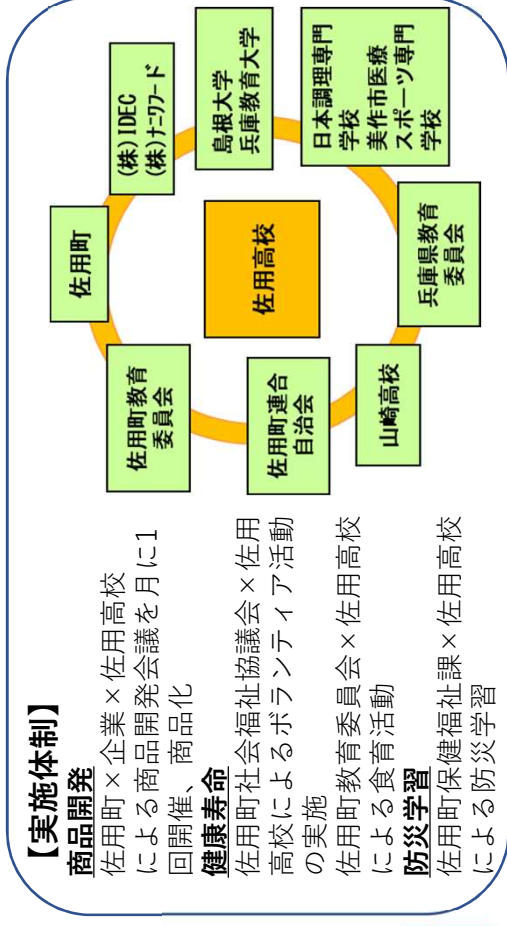 【実施体制】
商品開発
佐用町×企業×佐用高校
による商品開発会議を月に1
回開催、商品化
健康寿命
佐用町社会福祉協議会×佐用
高校によるボランティア活動
の実施
佐用町教育委員会×佐用高校
による食育活動
防災学習
佐用町保健福祉課×佐用高校
による防災学習
佐用町
(株)IDEC
(株)ナニワフード
島根大学
兵庫教育大学
日本調理専門
学校
美作市医療
スポーツ専門
学校
兵庫県教育
委員会
山崎高校
佐用町連合
自治会
佐用町教育
委員会
佐用高校